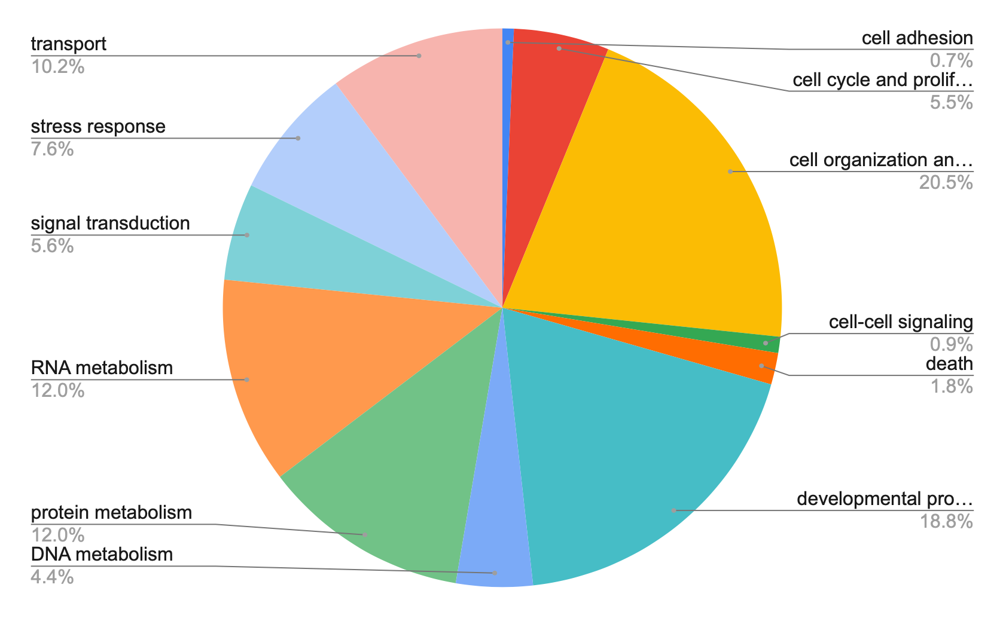 transport
10.2%
stress response
7.6%
signal transduction
5.6%
RNA metabolism
12.0%
protein metabolism
12.0%
DNA metabolism
4.4%
cell adhesion
0.7%
cell cycle and prolif…
5.5%
cell organization an…
20.5%
cell-cell signaling
0.9%
death
1.8%
developmental pro…
18.8%